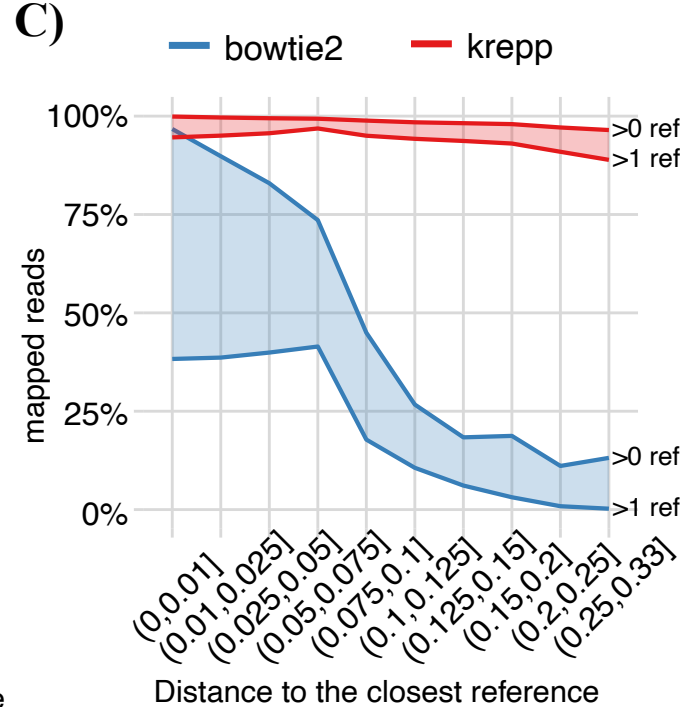 C)
bowtie2 krepp
100%
75%
50%
25%
0%
mapped reads
>0 ref
>1 ref
>0 ref
>1 ref
(0,0.01]
(0.01,0.025]
(0.025,0.05]
(0.05,0.075]
(0.075,0.1]
(0.1,0.125]
(0.125,0.15]
(0.15,0.2]
(0.2,0.25]
(0.25,0.33]
e
Distance to the closest reference